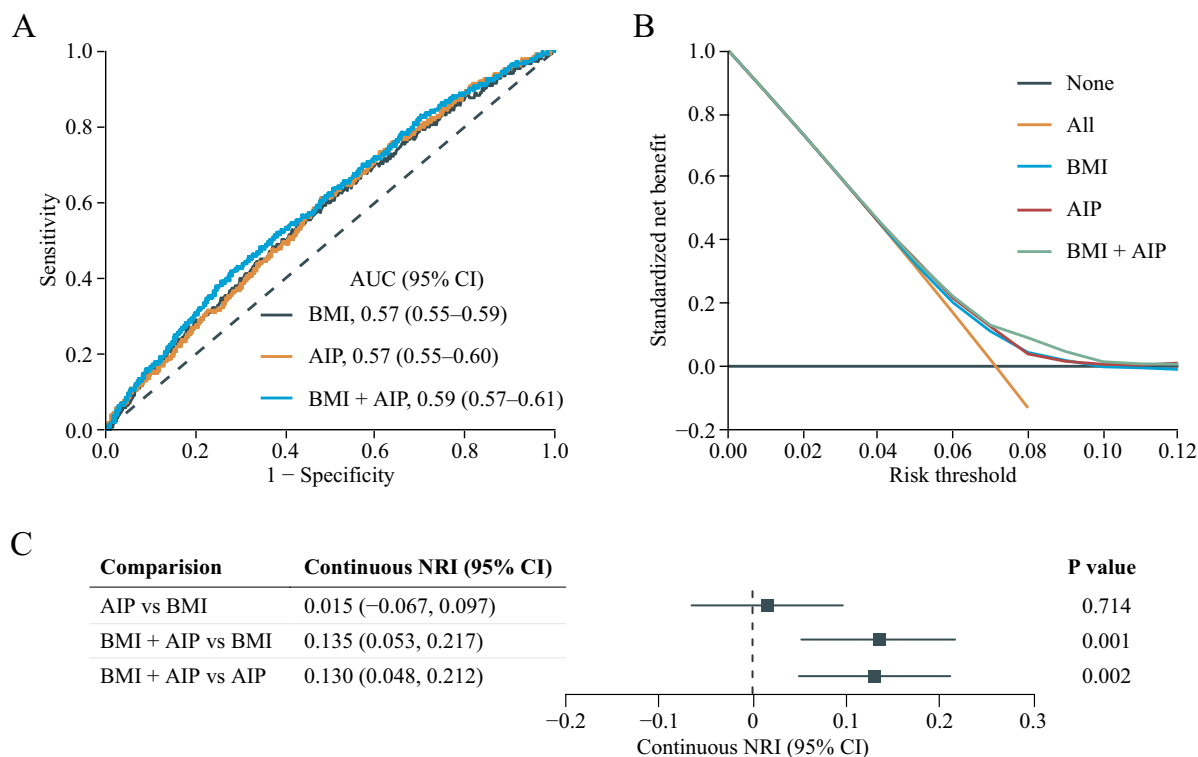 A
1.0
0.8
0.6
0.4
0.2
0.0
Sensitivity
0.0
0.2
0.4
0.6
0.8
1.0
1 − Specificity
AUC (95% CI)
BMI, 0.57 (0.55–0.59)
AIP, 0.57 (0.55–0.60)
BMI + AIP, 0.59 (0.57–0.61)
B
1.0
0.8
0.6
0.4
0.2
0.0
−0.2
Standardized net benefit
0.00
0.02
0.04
0.06
0.08
0.10
0.12
Risk threshold
None
All
BMI
AIP
BMI + AIP
C
Comparision Continuous NRI (95% CI) P value
AIP vs BMI 0.015 (−0.067, 0.097) 0.714
BMI + AIP vs BMI 0.135 (0.053, 0.217) 0.001
BMI + AIP vs AIP 0.130 (0.048, 0.212) 0.002
−0.2
−0.1
0
0.1
0.2
0.3
Continuous NRI (95% CI)